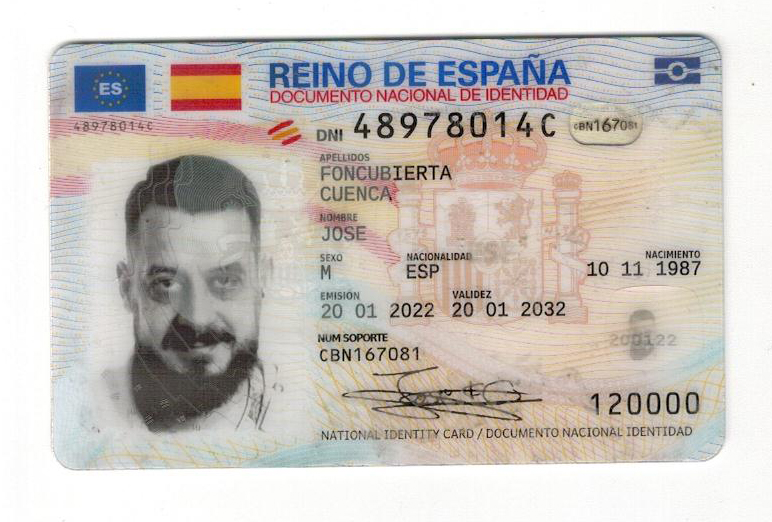 ES
REINO DE ESPAÑA
DOCUMENTO NACIONAL DE IDENTIDAD
48978014C
DNI 48978014C
CBN167081
APELLIDOS
FONCUBIERTA
CUENCA
NOMBRE
JOSE
SEXO NACIONALIDAD NACIMIENTO
M ESP 10 11 1987
EMISIÓN VALIDEZ
20 01 2022 20 01 2032
NUM SOPORTE
CBN167081
200122
120000
NATIONAL IDENTITY CARD / DOCUMENTO NACIONAL IDENTIDAD